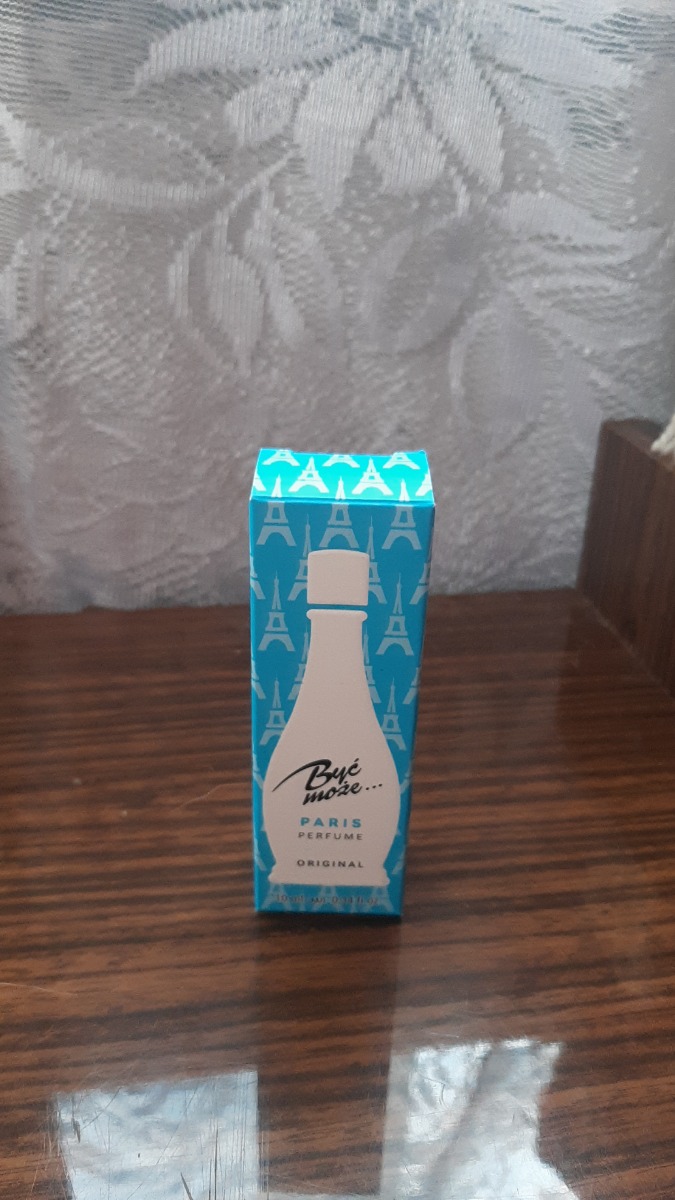 Być
może...
PARIS
PERFUME
ORIGINAL